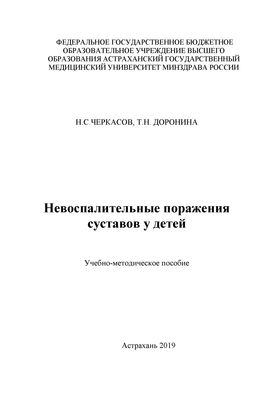 ФЕДЕРАЛЬНОЕ ГОСУДАРСТВЕННОЕ БЮДЖЕТНОЕ
ОБРАЗОВАТЕЛЬНОЕ УЧРЕЖДЕНИЕ ВЫСШЕГО
ОБРАЗОВАНИЯ АСТРАХАНСКИЙ ГОСУДАРСТВЕННЫЙ
МЕДИЦИНСКИЙ УНИВЕРСИТЕТ МИНЗДРАВА РОССИИ
Н.С ЧЕРКАСОВ, Т.Н. ДОРОНИНА
Невоспалительные поражения
суставов у детей
Учебно-методическое пособие
Астрахань 2019